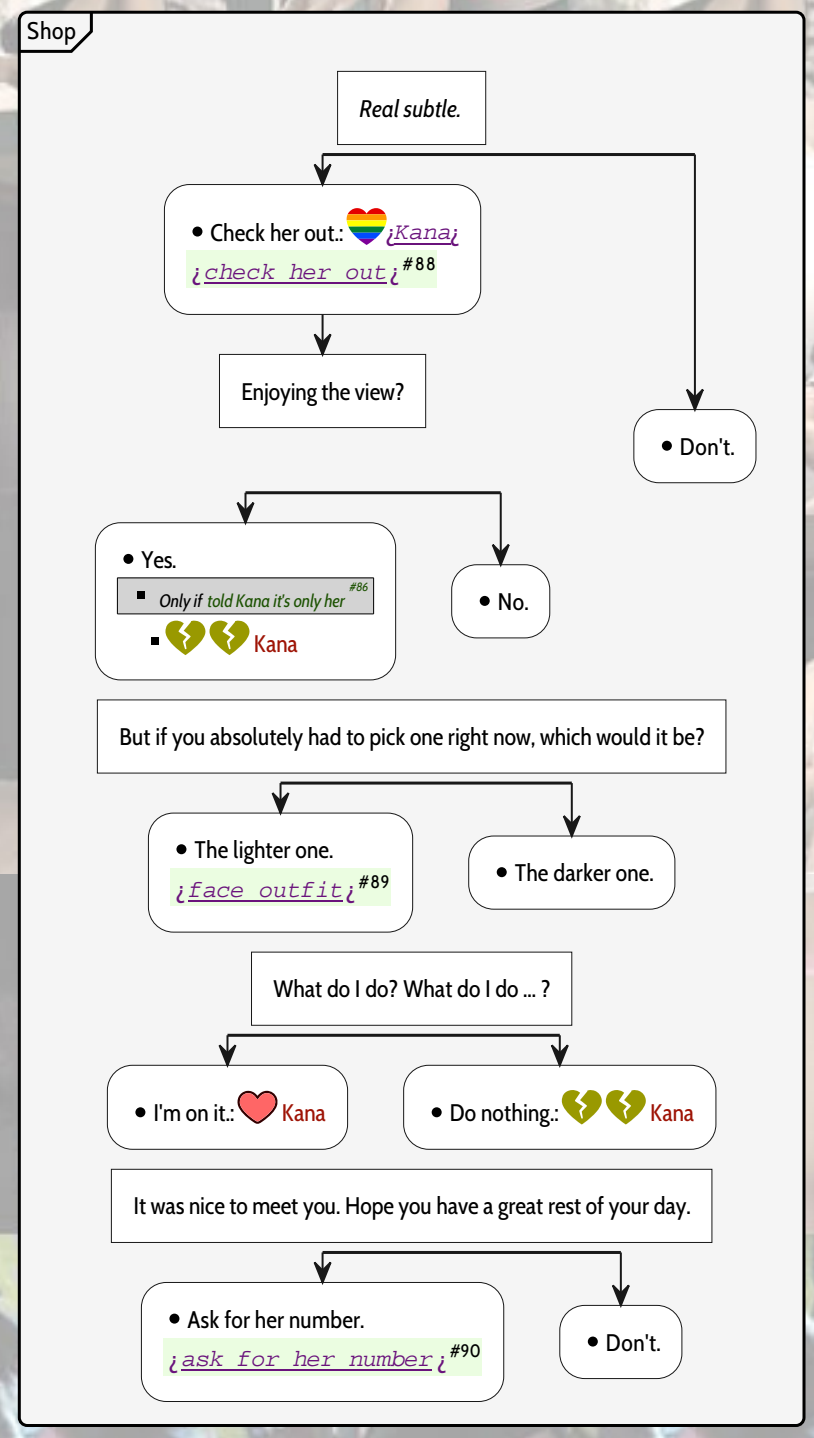 Shop
Real subtle.
• Check her out.: ¿Kana¿
¿check her out¿#88
Enjoying the view?
• Don't.
• Yes.
▪ Only if told Kana it's only her #86
▪ Kana
• No.
But if you absolutely had to pick one right now, which would it be?
• The lighter one.
¿face outfit¿#89
• The darker one.
What do I do? What do I do ... ?
• I'm on it.: Kana
• Do nothing.: Kana
It was nice to meet you. Hope you have a great rest of your day.
• Ask for her number.
¿ask for her number¿#90
• Don't.